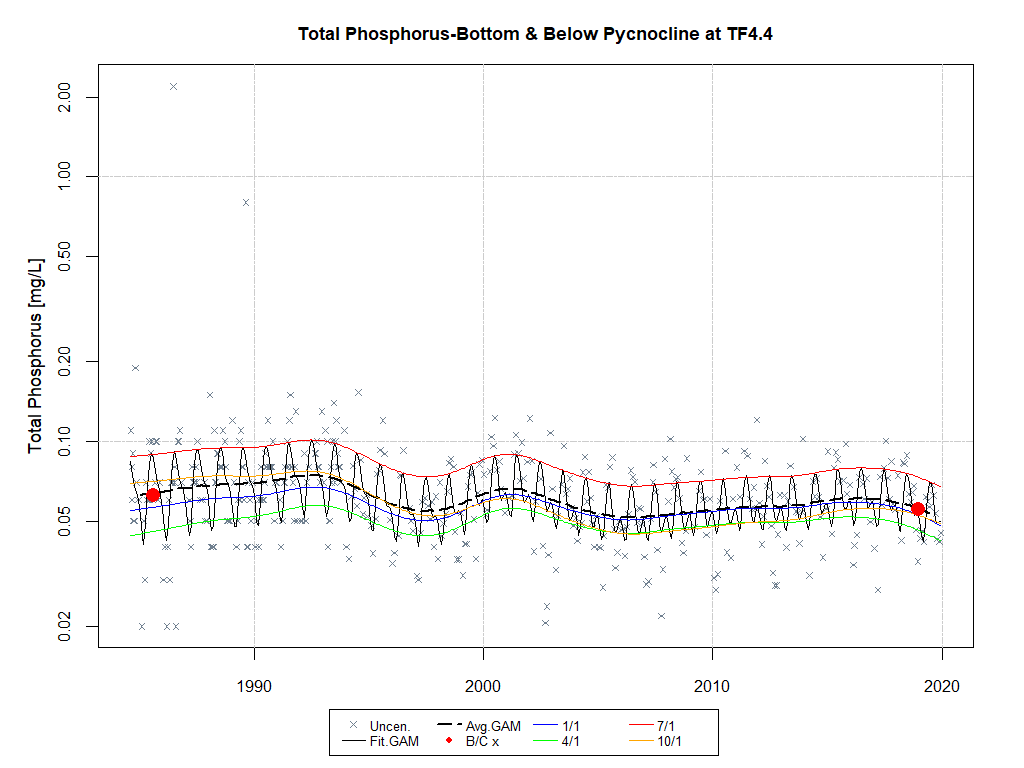 Total Phosphorus-Bottom & Below Pycnocline at TF4.4
Total Phosphorus [mg/L]
2.00
1.00
0.50
0.20
0.10
0.05
0.02
1990 2000 2010 2020
Uncen. Avg.GAM 1/1 7/1
Fit.GAM B/C x 4/1 10/1